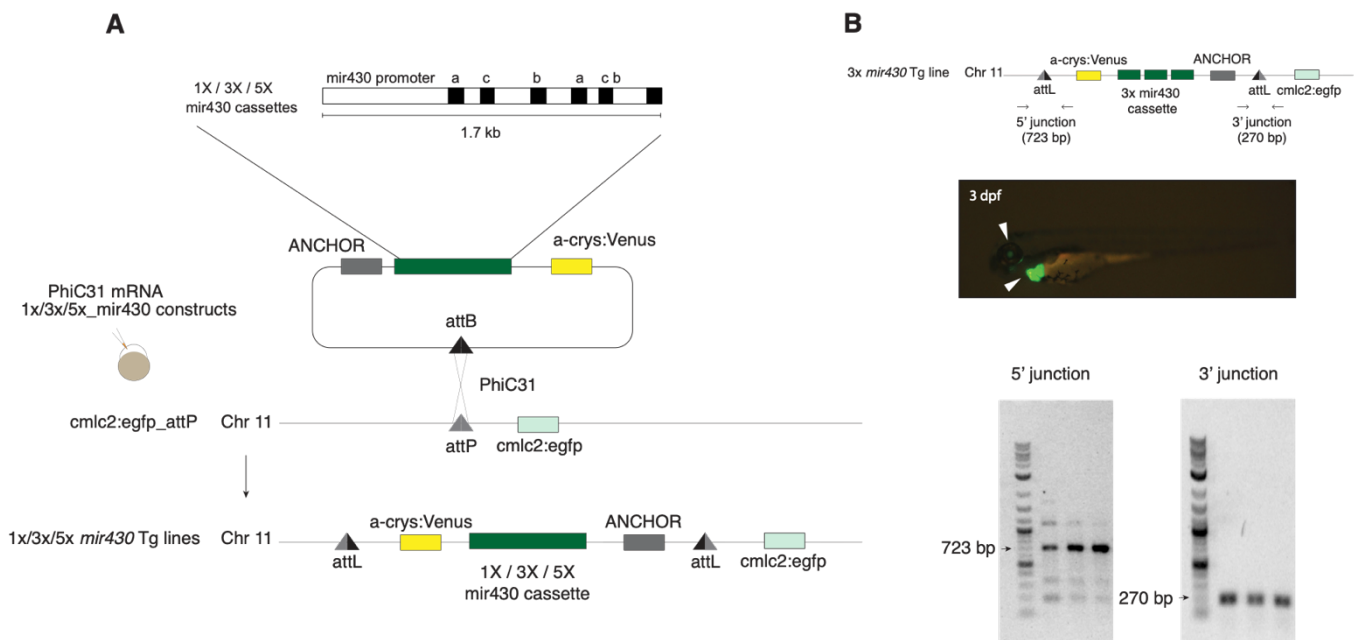 A
mir430 promoter a c b a c b
1X / 3X / 5X
mir430 cassettes
1.7 kb
ANCHOR
a-crys:Venus
PhiC31 mRNA
1x/3x/5x_mir430 constructs
attB
PhiC31
cmlc2:egfp_attP Chr 11
attP
cmlc2:egfp
1x/3x/5x mir430 Tg lines Chr 11
a-crys:Venus
ANCHOR
attL
attL
cmlc2:egfp
1X / 3X / 5X
mir430 cassette
B
3x mir430 Tg line Chr 11
a-crys:Venus
ANCHOR
attL
3x mir430
cassette
attL
cmlc2:egfp
5' junction
(723 bp)
3' junction
(270 bp)
3 dpf
5' junction
3' junction
723 bp
270 bp